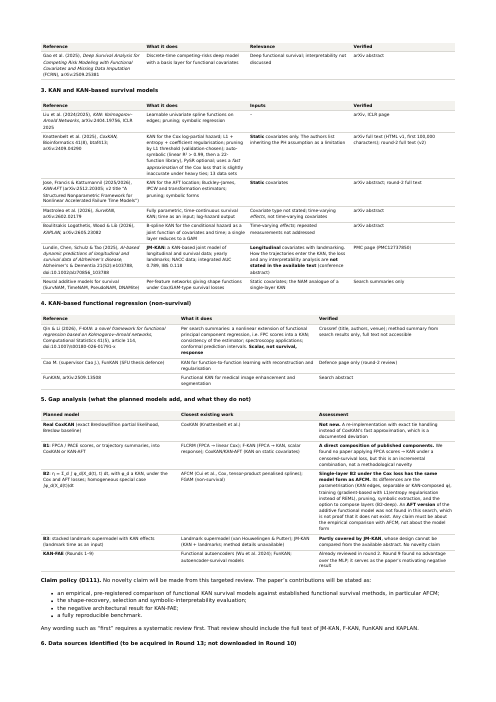 Reference What it does Relevance Verified
Gao et al. (2025), Deep Survival Analysis for Competing Risk Modeling with Functional Covariates and Missing Data Imputation (FCRN), arXiv:2509.25381
Discrete-time competing-risks deep model with a basis layer for functional covariates
Deep functional survival; interpretability not discussed
arXiv abstract
3. KAN and KAN-based survival models
Reference What it does Inputs Verified
Liu et al. (2024/2025), KAN: Kolmogorov–Arnold Networks, arXiv:2404.19756, ICLR 2025
Learnable univariate spline functions on edges; pruning; symbolic regression
–
arXiv, ICLR page
Knottenbelt et al. (2025), CoxKAN, Bioinformatics 41(8), btaf413; arXiv:2409.04290
KAN for the Cox log-partial hazard; L1 + entropy + coefficient regularisation; pruning by L1 threshold (validation-chosen); auto-symbolic (linear R² > 0.99, then a 22-function library), PySR optional; uses a fast approximation of the Cox loss that is slightly inaccurate under heavy ties; 13 data sets
Static covariates only. The authors list inheriting the PH assumption as a limitation
arXiv full text (HTML v1, first 100,000 characters); round-2 full text (v2)
Jose, Francis & Kattumannil (2025/2026), KAN-AFT (arXiv:2512.20305, v2 title "A Structured Nonparametric Framework for Nonlinear Accelerated Failure Time Models")
KAN for the AFT location; Buckley–James, IPCW and transformation estimators; pruning; symbolic forms
Static covariates
arXiv abstract; round-2 full text
Mastroleo et al. (2026), SurvKAN, arXiv:2602.02179
Fully parametric, time-continuous survival KAN; time as an input; log-hazard output
Covariate type not stated; time-varying effects, not time-varying covariates
arXiv abstract
Boulitsakis Logothetis, Wood & Lió (2026), KAPLAN, arXiv:2605.23082
B-spline KAN for the conditional hazard as a joint function of covariates and time; a single layer reduces to a GAM
Time-varying effects; repeated measurements not addressed
arXiv abstract
Lundin, Chen, Schulz & Tao (2025), AI-based dynamic predictions of longitudinal and survival data of Alzheimer's disease, Alzheimer's & Dementia 21(S2):e103788, doi:10.1002/alz70856_103788
JM-KAN: a KAN-based joint model of longitudinal and survival data; yearly landmarks; NACC data; integrated AUC 0.789, IBS 0.118
Longitudinal covariates with landmarking. How the trajectories enter the KAN, the loss and any interpretability analysis are not stated in the available text (conference abstract)
PMC page (PMC12737850)
Neural additive models for survival (SurvNAM, TimeNAM, PseudoNAM, DNAMite)
Per-feature networks giving shape functions under Cox/GAM-type survival losses
Static covariates; the NAM analogue of a single-layer KAN
4. KAN-based functional regression (non-survival)
Reference What it does Verified
Qin & Li (2026), F-KAN: a novel framework for functional regression based on Kolmogorov–Arnold networks, Computational Statistics 41(5), article 114, doi:10.1007/s00180-026-01791-x
Per search summaries: a nonlinear extension of functional principal component regression, i.e. FPC scores into a KAN; consistency of the estimator; spectroscopy applications; conformal prediction intervals. Scalar, not survival, response
Crossref (title, authors, venue); method summary from search results only, full text not accessible
Cao M. (supervisor Cao J.), FunKAN (SFU thesis defence)
KAN for function-to-function learning with reconstruction and regularisation
Defence page only (round-2 review)
FunKAN, arXiv:2509.13508
Functional KAN for medical image enhancement and segmentation
Search abstract
5. Gap analysis (what the planned models add, and what they do not)
Planned model Closest existing work Assessment
Real CoxKAN (exact Breslow/Efron partial likelihood, Breslow baseline)
CoxKAN (Knottenbelt et al.)
Not new. A re-implementation with exact tie handling instead of CoxKAN's fast approximation, which is a documented deviation
B1: FPCA / PACE scores, or trajectory summaries, into CoxKAN or KAN-AFT
FLCRM (FPCA → linear Cox); F-KAN (FPCA → KAN, scalar response); CoxKAN/KAN-AFT (KAN on static covariates)
A direct composition of published components. We found no paper applying FPCA scores → KAN under a censored-survival loss, but this is an incremental combination, not a methodological novelty
AFCM (Cui et al., Cox, tensor-product penalised splines); FGAM (non-survival)
Single-layer B2 under the Cox loss has the same model form as AFCM. Its differences are the parametrisation (KAN edges, separable or KAN-composed ψ), training (gradient-based with L1/entropy regularisation instead of REML), pruning, symbolic extraction, and the option to compose layers (B2-deep). An AFT version of the additive functional model was not found in this search, which is not proof that it does not exist. Any claim must be about the empirical comparison with AFCM, not about the model form
B3: stacked landmark supermodel with KAN effects (landmark time as an input)
Landmark supermodel (van Houwelingen & Putter); JM-KAN (KAN + landmarks; method details unavailable)
Partly covered by JM-KAN, whose design cannot be compared from the available abstract. No novelty claim
KAN-FAE (Rounds 1–9)
Functional autoencoders (Wu et al. 2024); FunKAN; autoencoder-survival models
Already reviewed in round 2. Round 9 found no advantage over the MLP; it serves as the paper's motivating negative result
Claim policy (D111). No novelty claim will be made from this targeted review. The paper's contributions will be stated as:
• an empirical, pre-registered comparison of functional KAN survival models against established functional survival methods, in particular AFCM;
• the shape-recovery, selection and symbolic-interpretability evaluation;
• the negative architectural result for KAN-FAE;
• a fully reproducible benchmark.
Any wording such as "first" requires a systematic review first. That review should include the full text of JM-KAN, F-KAN, FunKAN and KAPLAN.
6. Data sources identified (to be acquired in Round 13; not downloaded in Round 10)